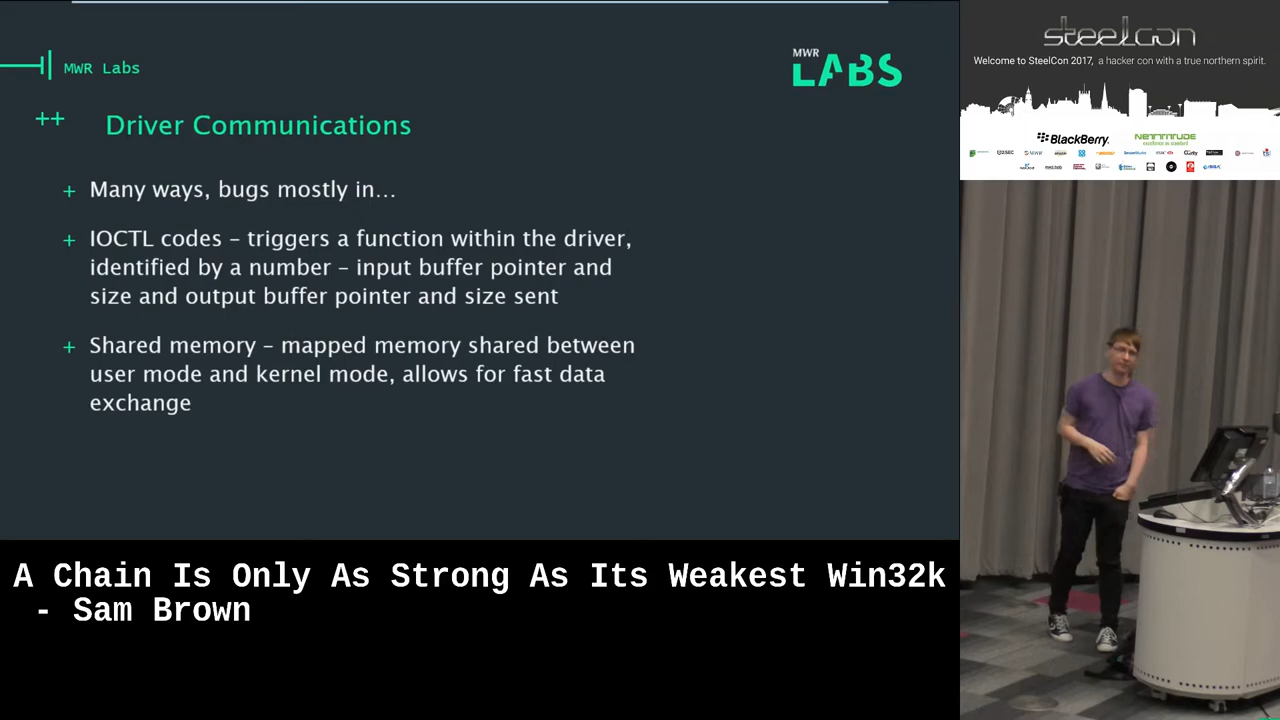 MWR Labs
MWR
LABS
++ Driver Communications
+ Many ways, bugs mostly in…
+ IOCTL codes – triggers a function within the driver,
identified by a number – input buffer pointer and
size and output buffer pointer and size sent
+ Shared memory – mapped memory shared between
user mode and kernel mode, allows for fast data
exchange
A Chain Is Only As Strong As Its Weakest Win32k
- Sam Brown
steelcon
Welcome to SteelCon 2017, a hacker con with a true northern spirit.
BlackBerry
NETTITUDE